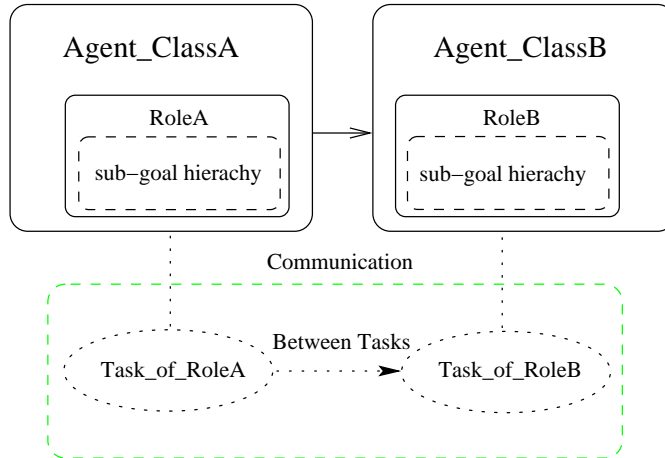 Agent_ClassA
Agent_ClassB
RoleA
RoleB
sub−goal hierachy
sub−goal hierachy
Communication
Between Tasks
Task_of_RoleA
Task_of_RoleB